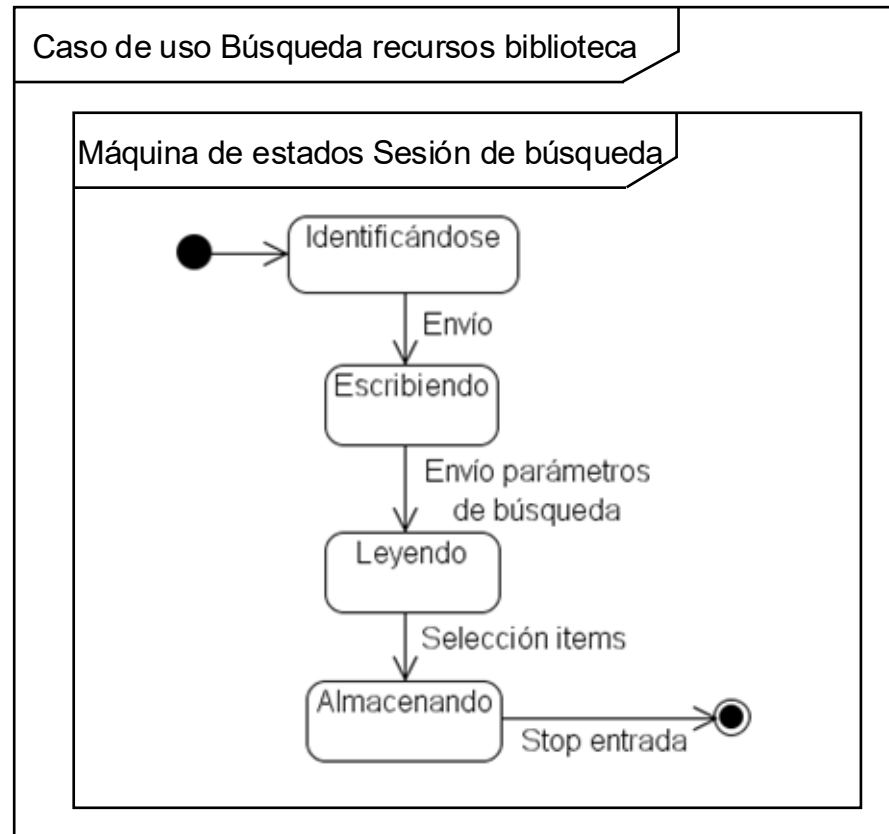 Caso de uso Búsqueda recursos biblioteca
Máquina de estados Sesión de búsqueda
Identificándose
Envío
Escribiendo
Envío parámetros
de búsqueda
Leyendo
Selección items
Almacenando
Stop entrada